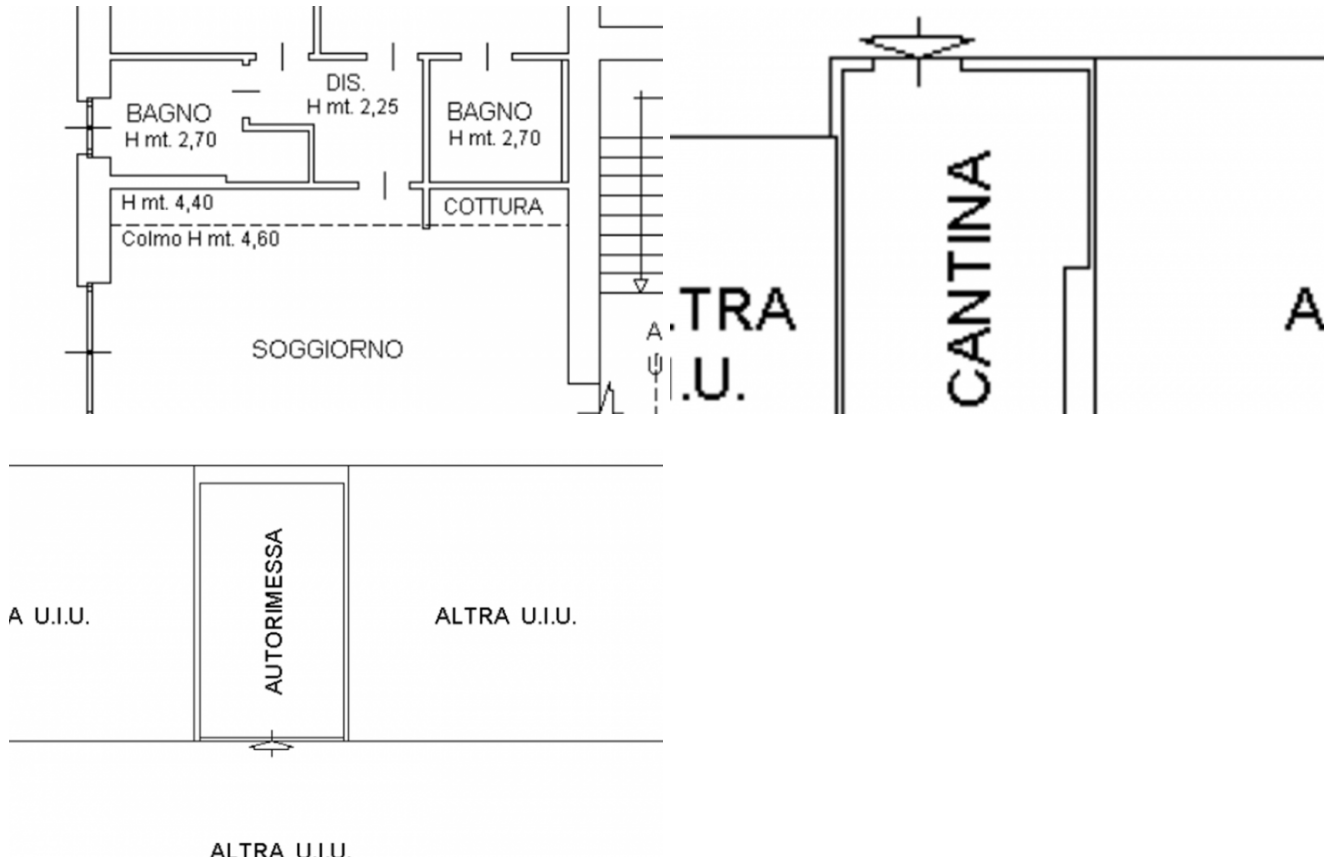 DIS.
H mt. 2,25
BAGNO
H mt. 2,70
BAGNO
H mt. 2,70
H mt. 4,40
COTTURA
Colmo H mt. 4,60
SOGGIORNO
A
U
.TRA
I.U.
CANTINA
A
A U.I.U.
AUTORIMESSA
ALTRA U.I.U.
ALTRA U.I.U.